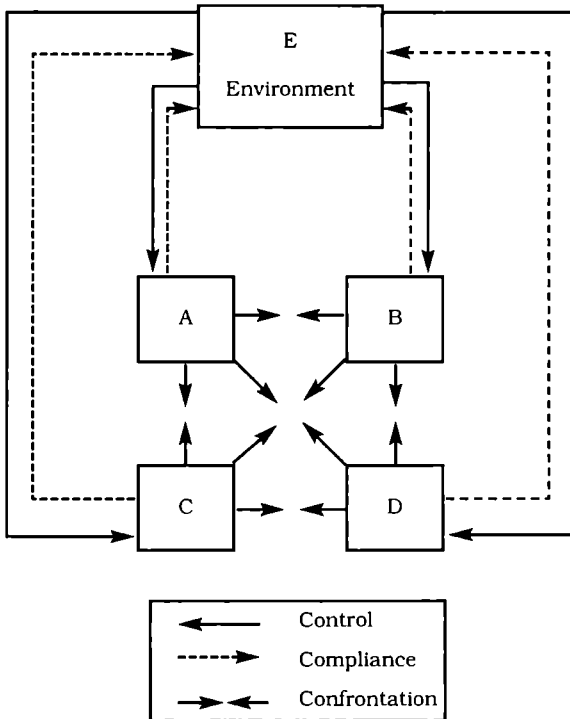 E
Environment
A
B
C
D
Control
Compliance
Confrontation